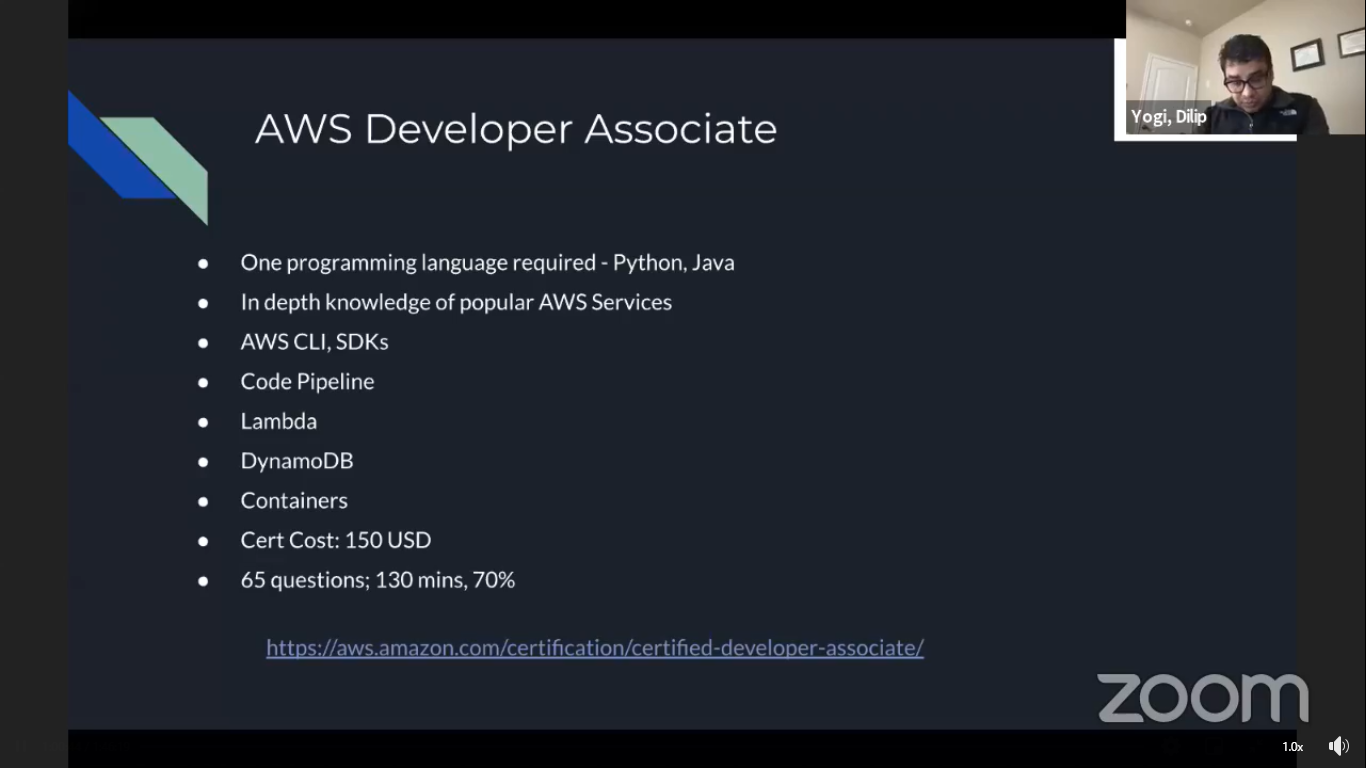 AWS Developer Associate
Yogi, Dilip
● One programming language required - Python, Java
● In depth knowledge of popular AWS Services
● AWS CLI, SDKs
● Code Pipeline
● Lambda
● DynamoDB
● Containers
● Cert Cost: 150 USD
● 65 questions; 130 mins, 70%
https://aws.amazon.com/certification/certified-developer-associate/
zoom
1.0x